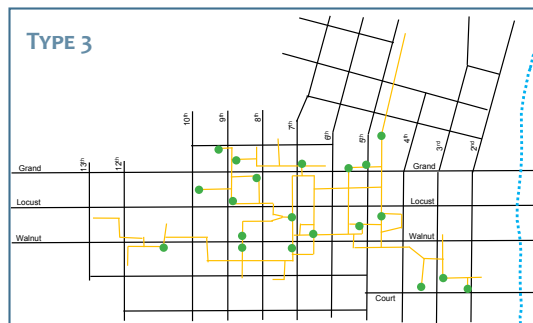 TYPE 3
10th
9th
8th
7th
6th
5th
4th
3rd
2nd
13th
12th
Grand
Grand
Locust
Locust
Walnut
Walnut
Court